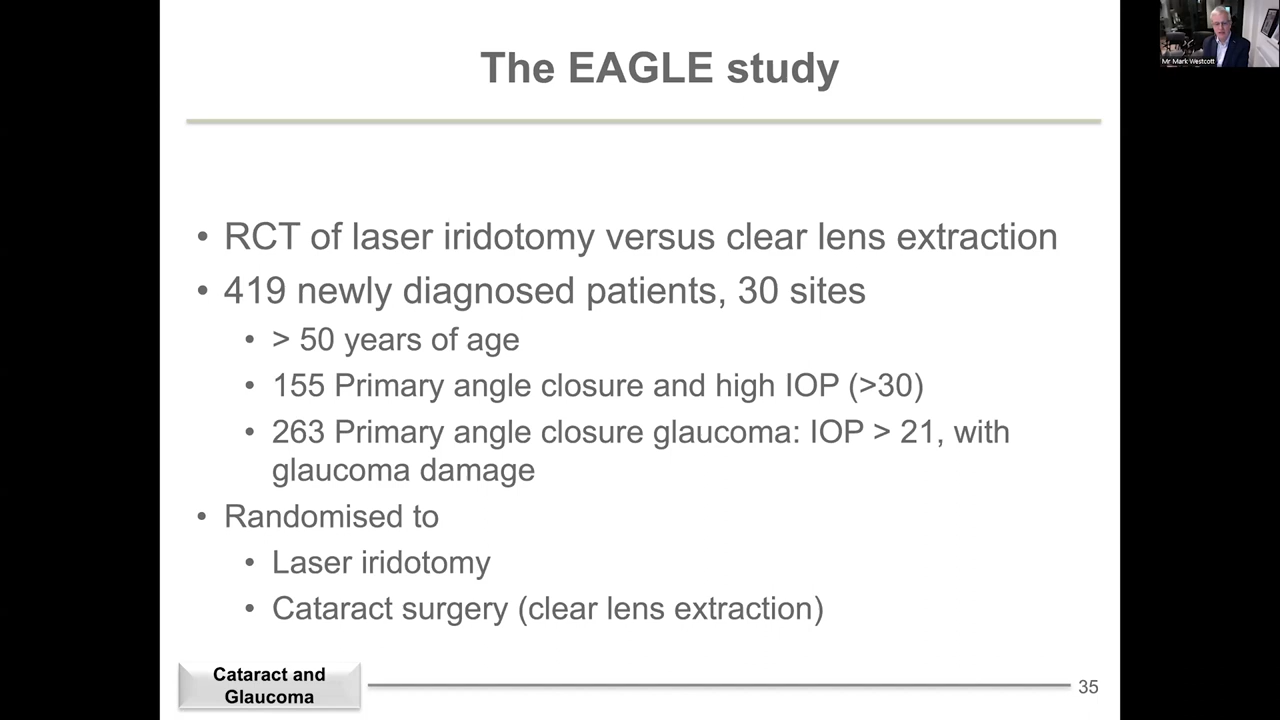 The EAGLE study
Mr Mark Westcott
• RCT of laser iridotomy versus clear lens extraction
• 419 newly diagnosed patients, 30 sites
• > 50 years of age
• 155 Primary angle closure and high IOP (>30)
• 263 Primary angle closure glaucoma: IOP > 21, with
glaucoma damage
• Randomised to
• Laser iridotomy
• Cataract surgery (clear lens extraction)
Cataract and
Glaucoma
35